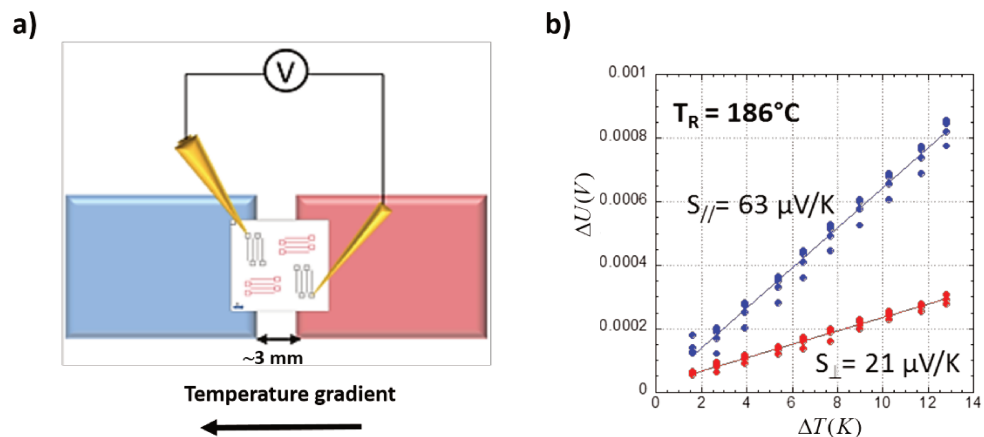 a)
V
~3 mm
Temperature gradient
b)
0.001
0.0008
0.0006
0.0004
0.0002
0
ΔU(V)
T_R = 186°C
S_// = 63 µV/K
S_⊥ = 21 µV/K
0 2 4 6 8 10 12 14
ΔT(K)